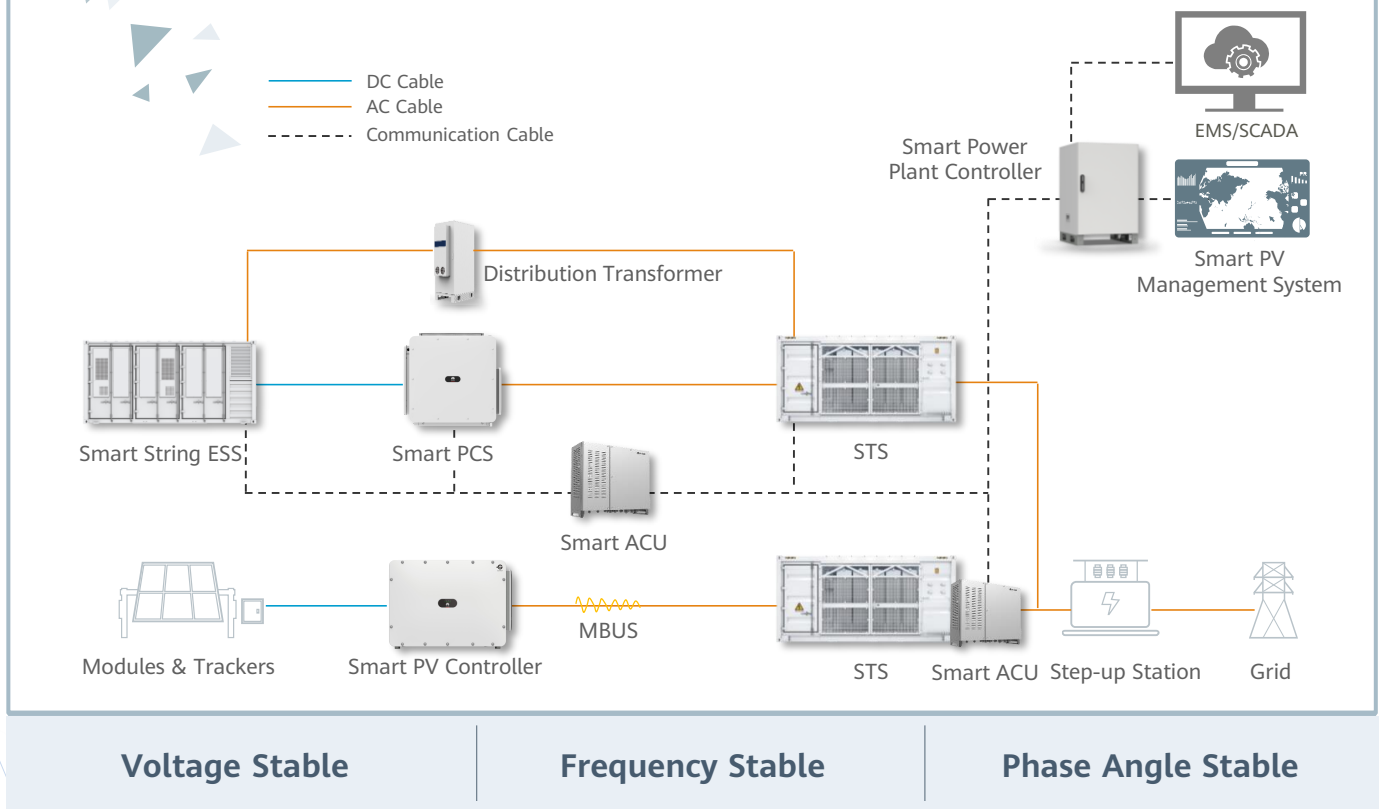 DC Cable
AC Cable
Communication Cable
EMS/SCADA
Smart Power
Plant Controller
Smart PV
Management System
Distribution Transformer
Smart String ESS
Smart PCS
STS
Smart ACU
MBUS
Modules & Trackers
Smart PV Controller
STS
Smart ACU
Step-up Station
Grid
Voltage Stable
Frequency Stable
Phase Angle Stable